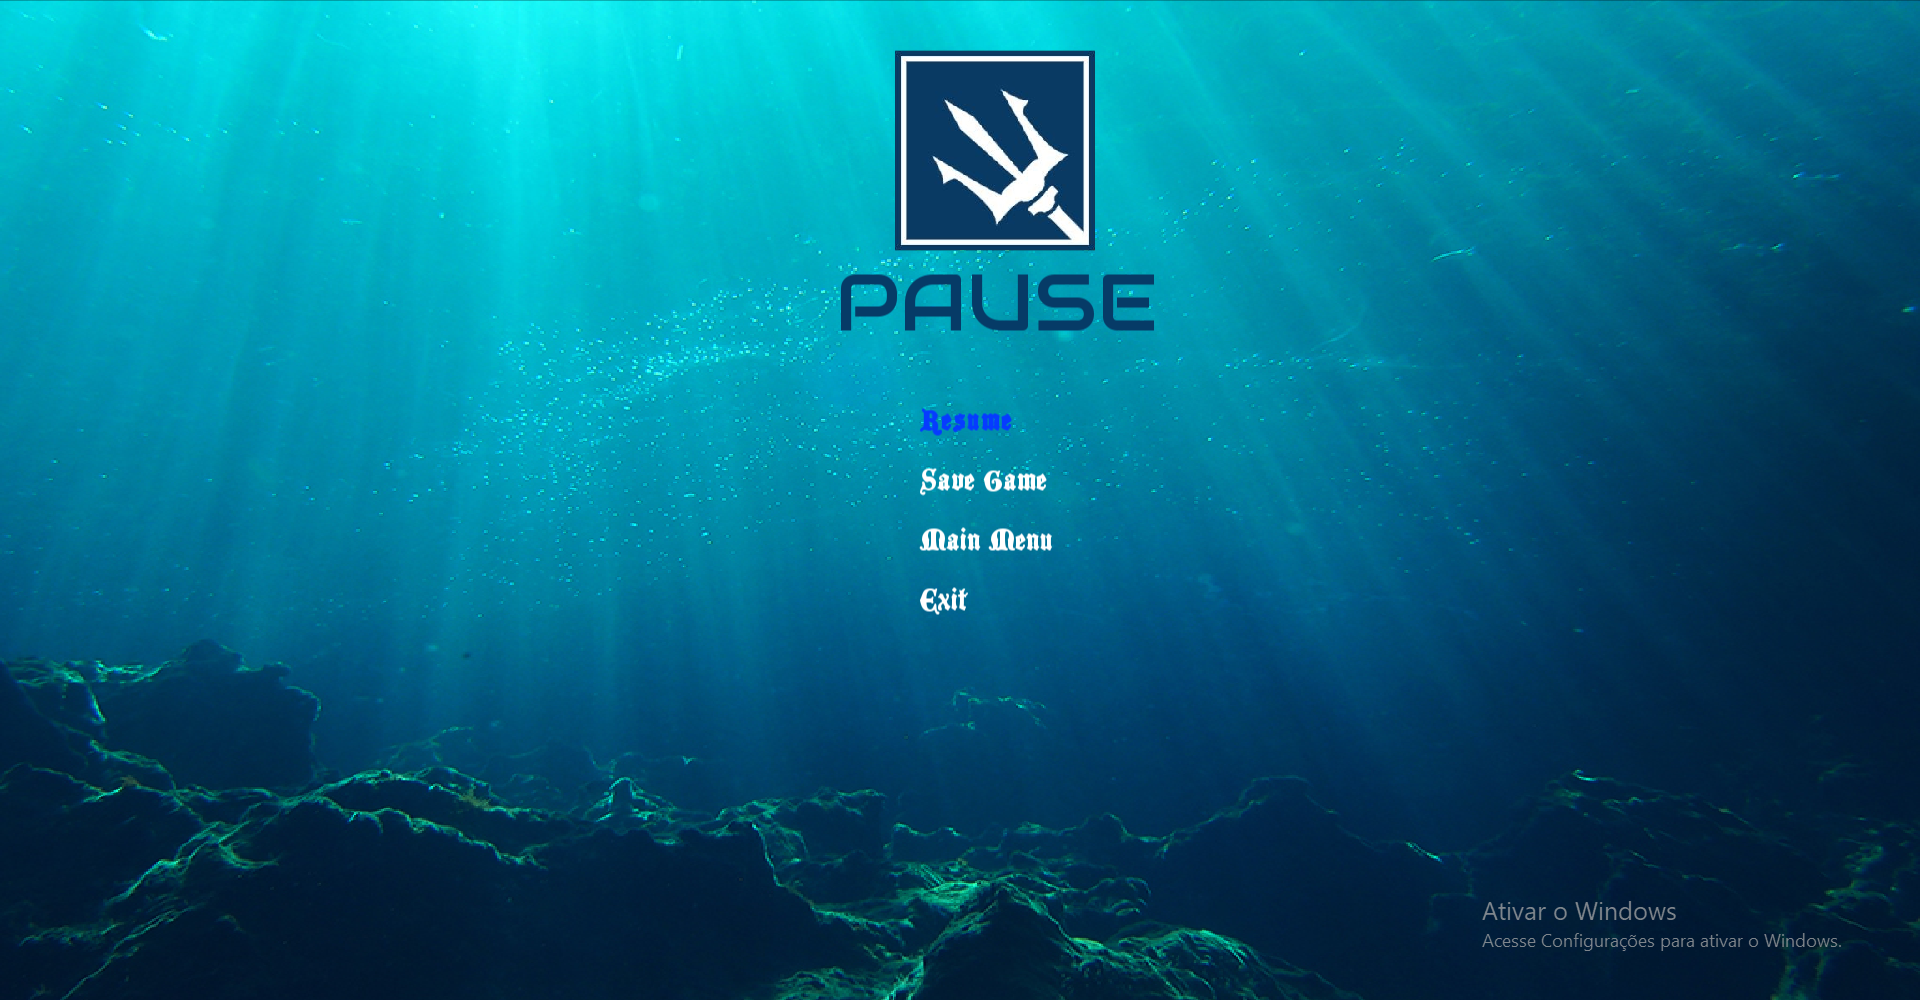 PAUSE
Resume
Save Game
Main Menu
Exit
Ativar o Windows
Acesse Configurações para ativar o Windows.